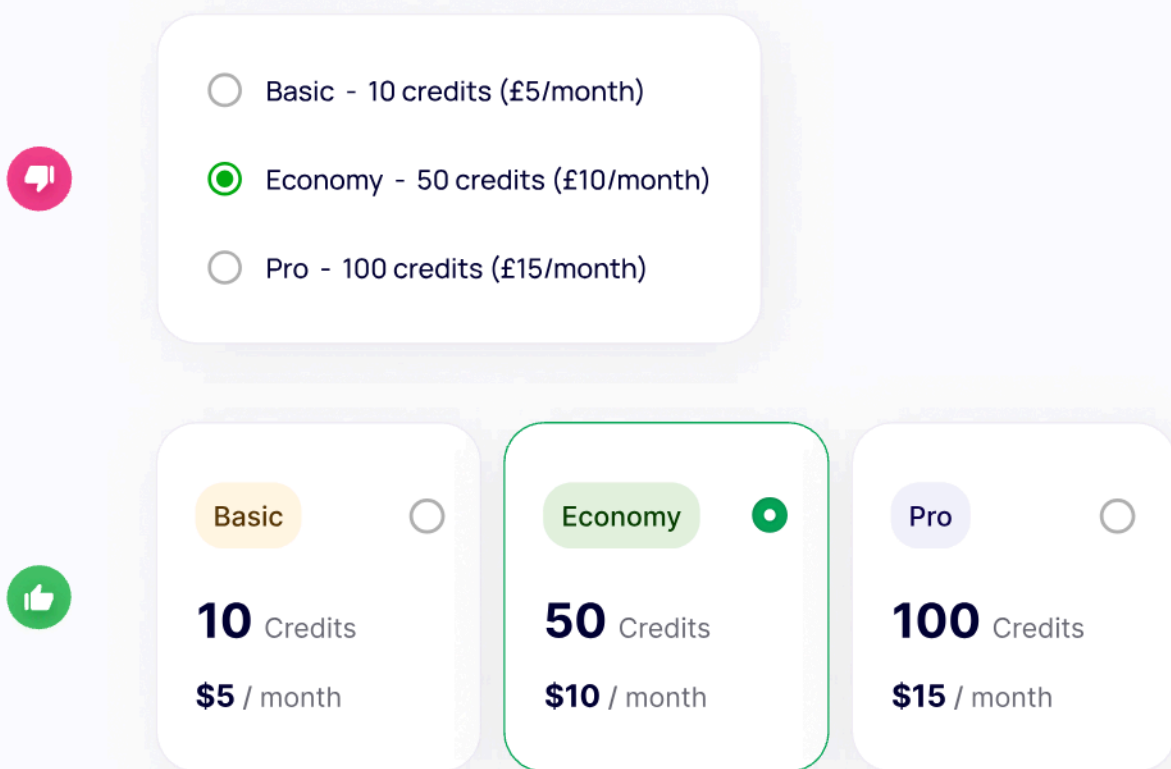 Basic - 10 credits (£5/month)
Economy - 50 credits (£10/month)
Pro - 100 credits (£15/month)
Basic
10 Credits
$5 / month
Economy
50 Credits
$10 / month
Pro
100 Credits
$15 / month